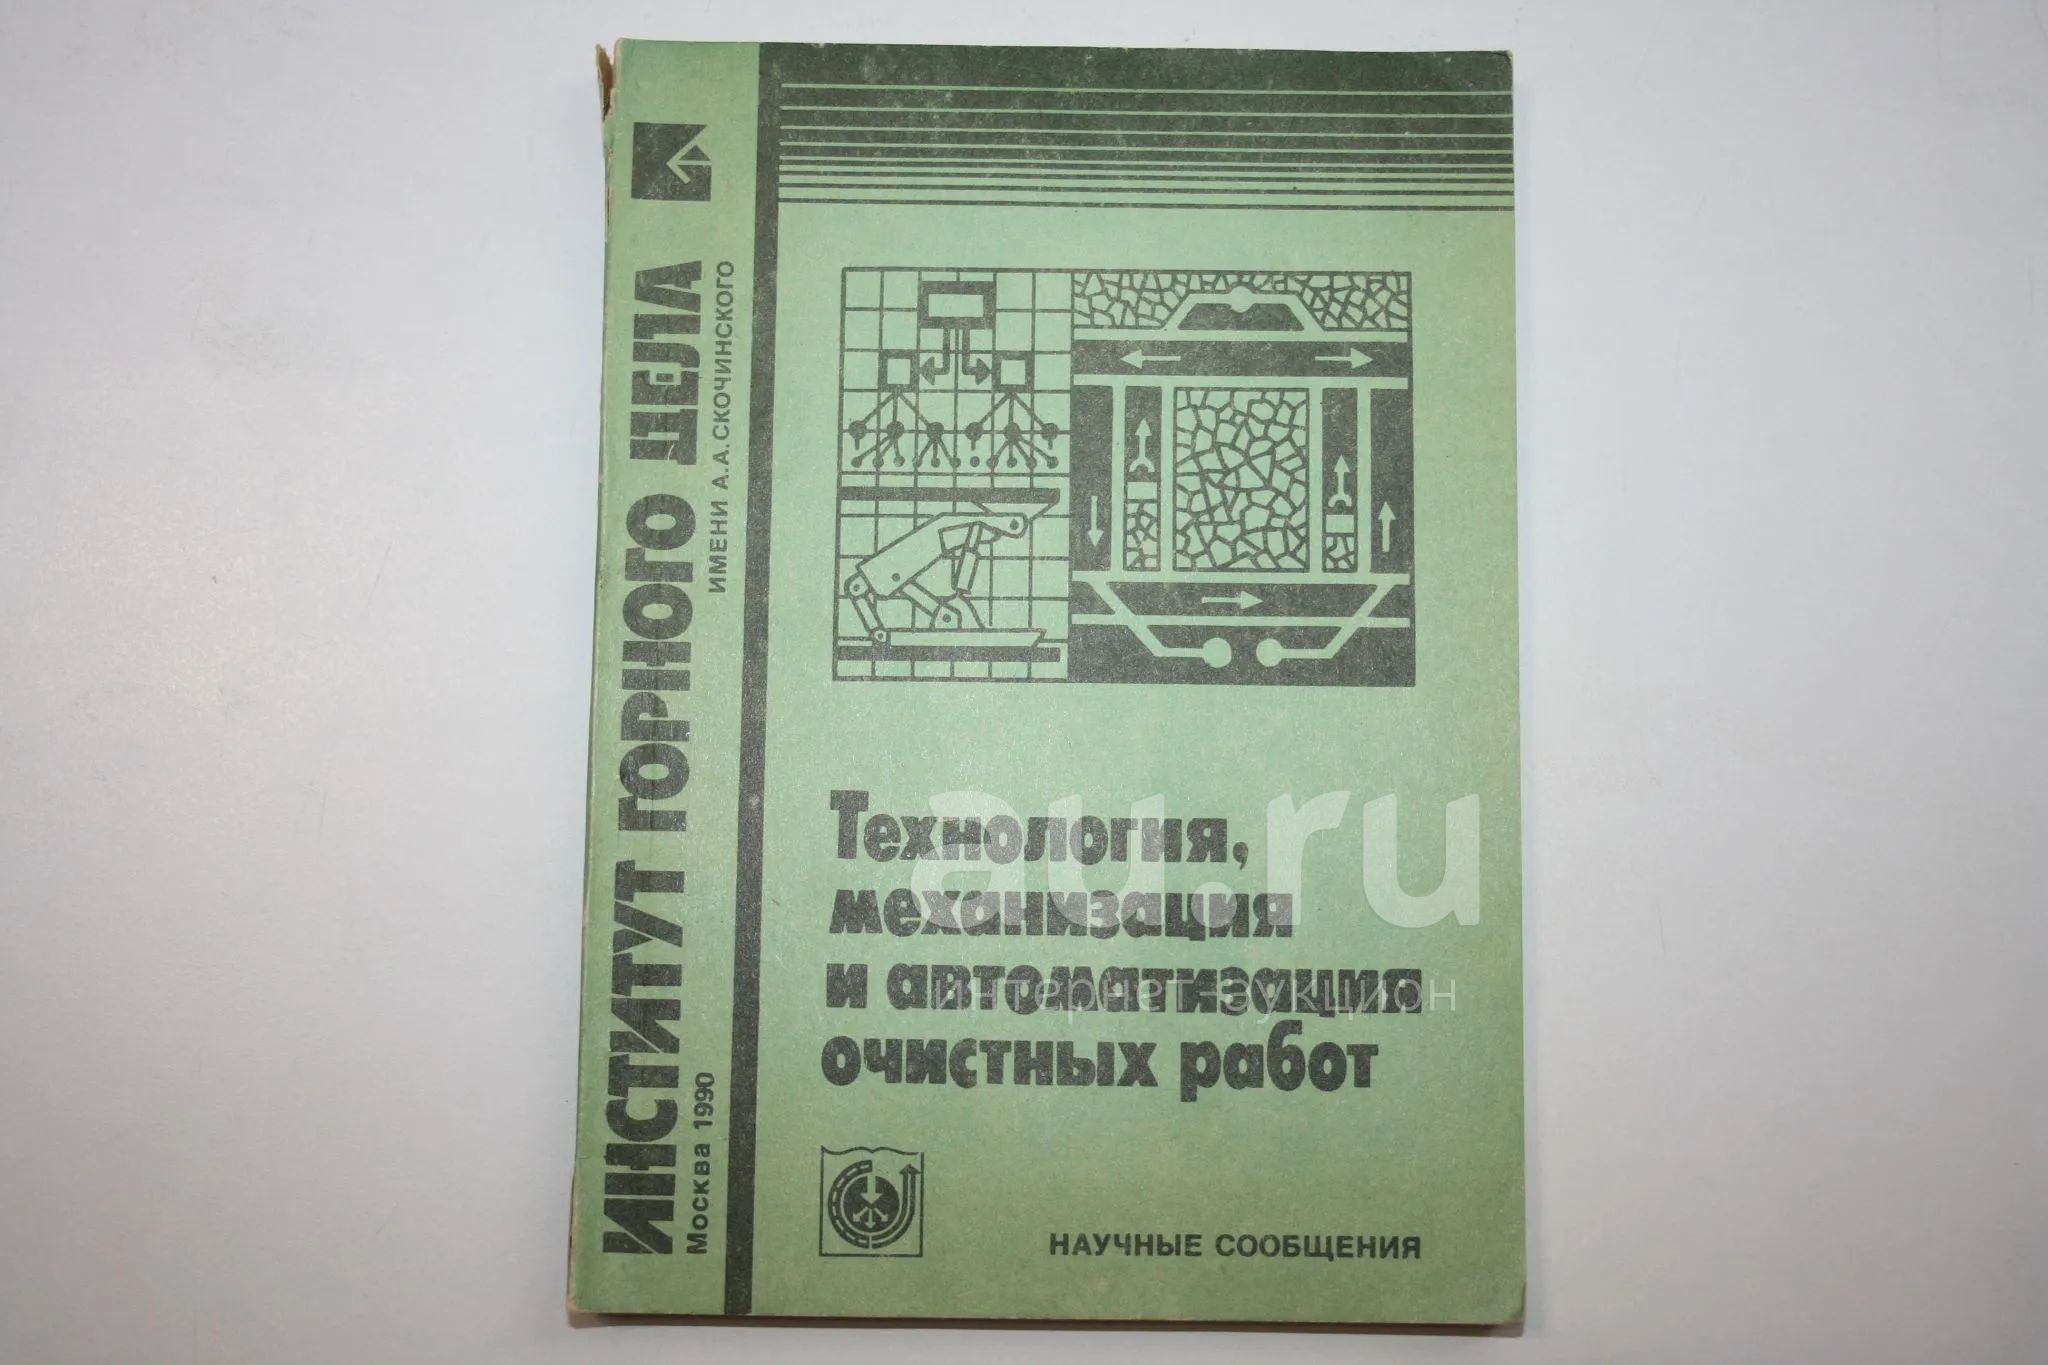 ИНСТИТУТ ГОРНОГО ДЕЛА
ИМЕНИ А.А.СКОЧИНСКОГО
Москва 1990
Технология,
механизация
и автоматизация
очистных работ
НАУЧНЫЕ СООБЩЕНИЯ
au.ru
интернет-аукцион